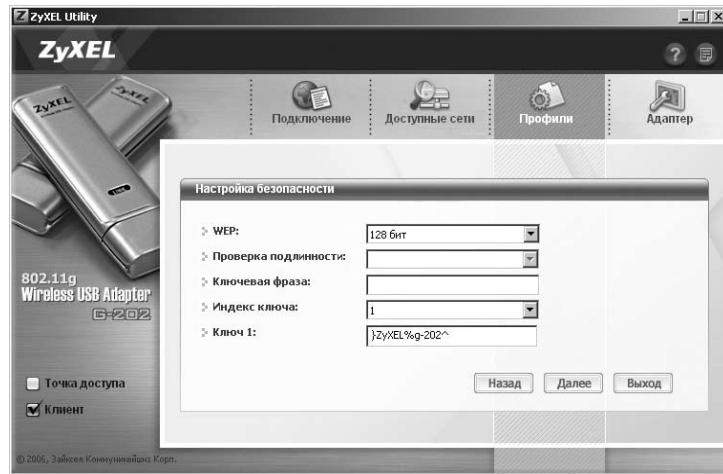 ZyXEL Utility
ZyXEL
Подключение
Доступные сети
Профили
Адаптер
ZyXEL
ZyXEL
LINK
Настройка безопасности
WEP:
128 бит
Проверка подлинности:
Ключевая фраза:
Индекс ключа:
1
Ключ 1:
}ZyXEL%g-202^
802.11g
Wireless USB Adapter
G-202
Точка доступа
Клиент
Назад
Далее
Выход
© 2006, Зайксел Коммуникейшнз Корп.